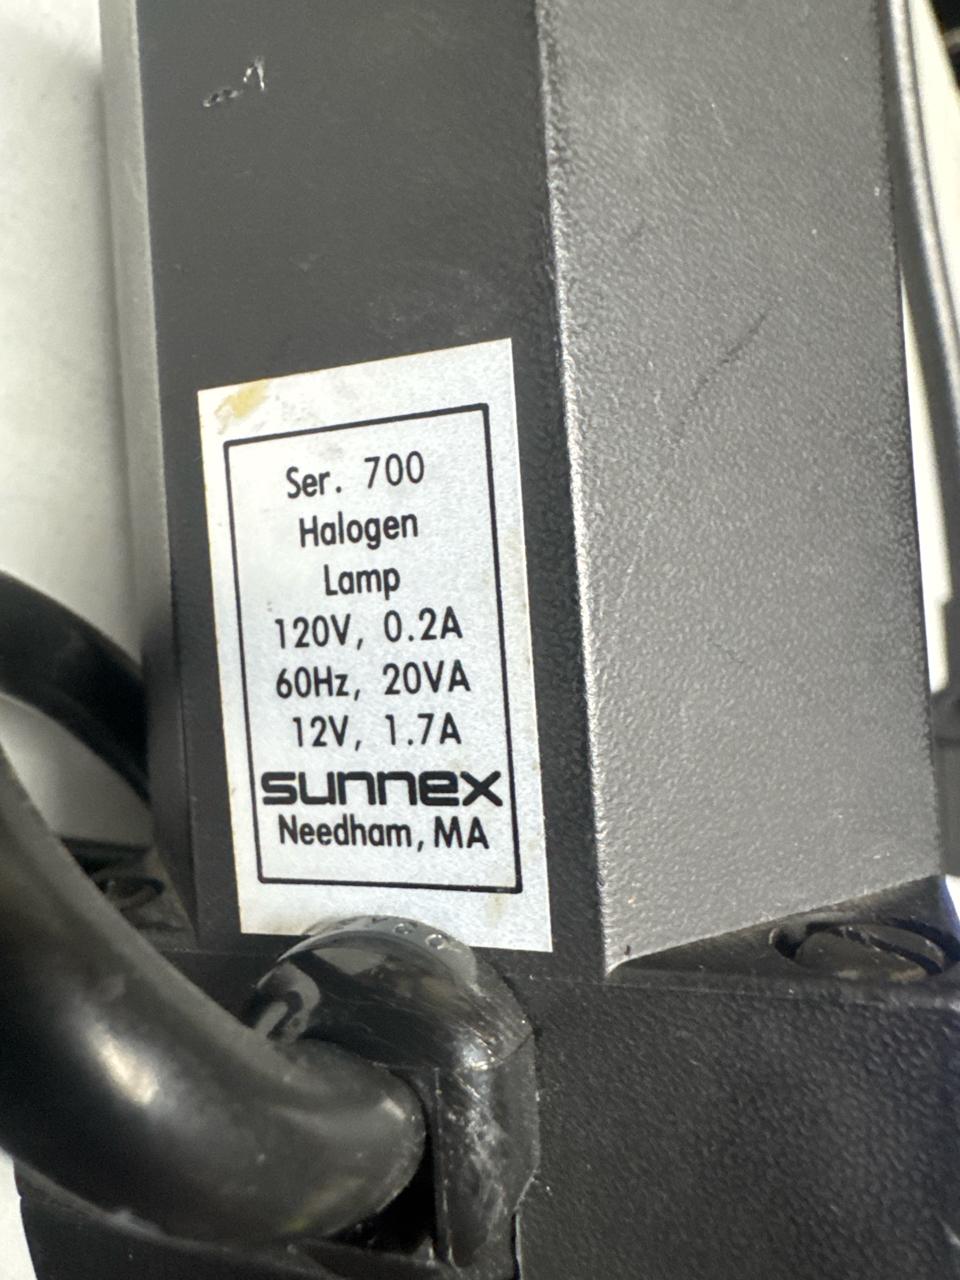 Ser. 700
Halogen
Lamp
120V, 0.2A
60Hz, 20VA
12V, 1.7A
sunnex
Needham, MA